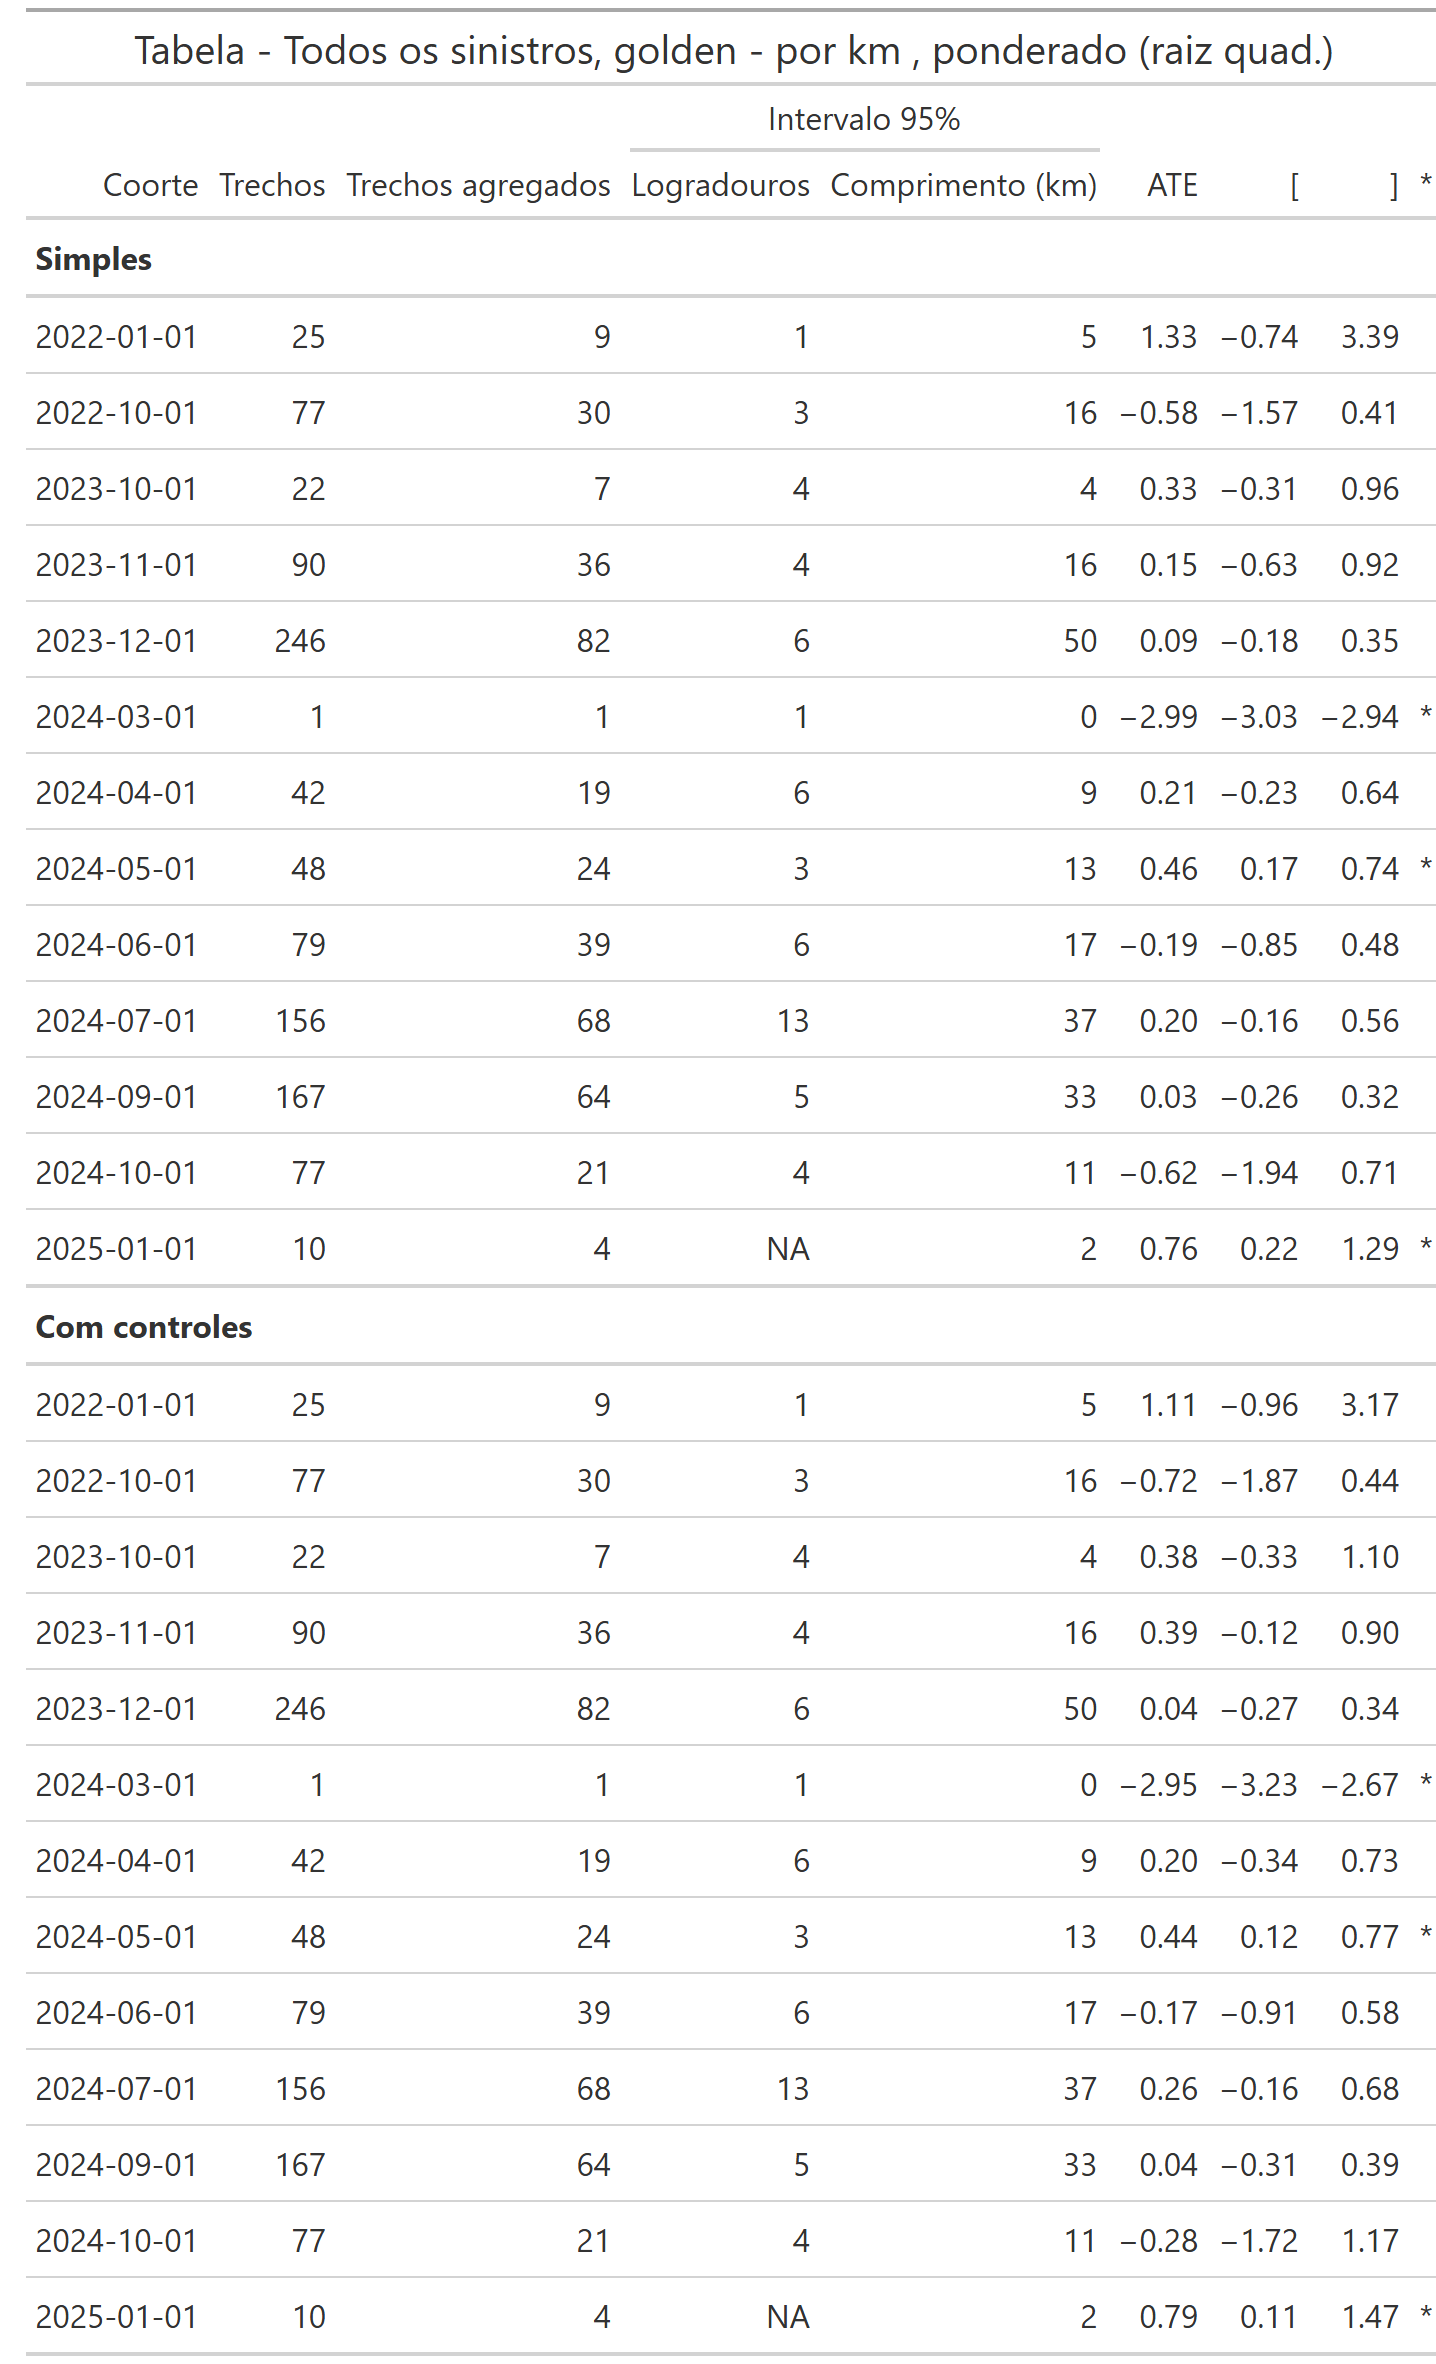 Tabela - Todos os sinistros, golden - por km , ponderado (raiz quad.)
Intervalo 95%
Coorte Trechos Trechos agregados Logradouros Comprimento (km) ATE [ ] *
Simples
2022-01-01 25 9 1 5 1.33 −0.74 3.39
2022-10-01 77 30 3 16 −0.58 −1.57 0.41
2023-10-01 22 7 4 4 0.33 −0.31 0.96
2023-11-01 90 36 4 16 0.15 −0.63 0.92
2023-12-01 246 82 6 50 0.09 −0.18 0.35
2024-03-01 1 1 1 0 −2.99 −3.03 −2.94 *
2024-04-01 42 19 6 9 0.21 −0.23 0.64
2024-05-01 48 24 3 13 0.46 0.17 0.74 *
2024-06-01 79 39 6 17 −0.19 −0.85 0.48
2024-07-01 156 68 13 37 0.20 −0.16 0.56
2024-09-01 167 64 5 33 0.03 −0.26 0.32
2024-10-01 77 21 4 11 −0.62 −1.94 0.71
2025-01-01 10 4 NA 2 0.76 0.22 1.29 *
Com controles
2022-01-01 25 9 1 5 1.11 −0.96 3.17
2022-10-01 77 30 3 16 −0.72 −1.87 0.44
2023-10-01 22 7 4 4 0.38 −0.33 1.10
2023-11-01 90 36 4 16 0.39 −0.12 0.90
2023-12-01 246 82 6 50 0.04 −0.27 0.34
2024-03-01 1 1 1 0 −2.95 −3.23 −2.67 *
2024-04-01 42 19 6 9 0.20 −0.34 0.73
2024-05-01 48 24 3 13 0.44 0.12 0.77 *
2024-06-01 79 39 6 17 −0.17 −0.91 0.58
2024-07-01 156 68 13 37 0.26 −0.16 0.68
2024-09-01 167 64 5 33 0.04 −0.31 0.39
2024-10-01 77 21 4 11 −0.28 −1.72 1.17
2025-01-01 10 4 NA 2 0.79 0.11 1.47 *